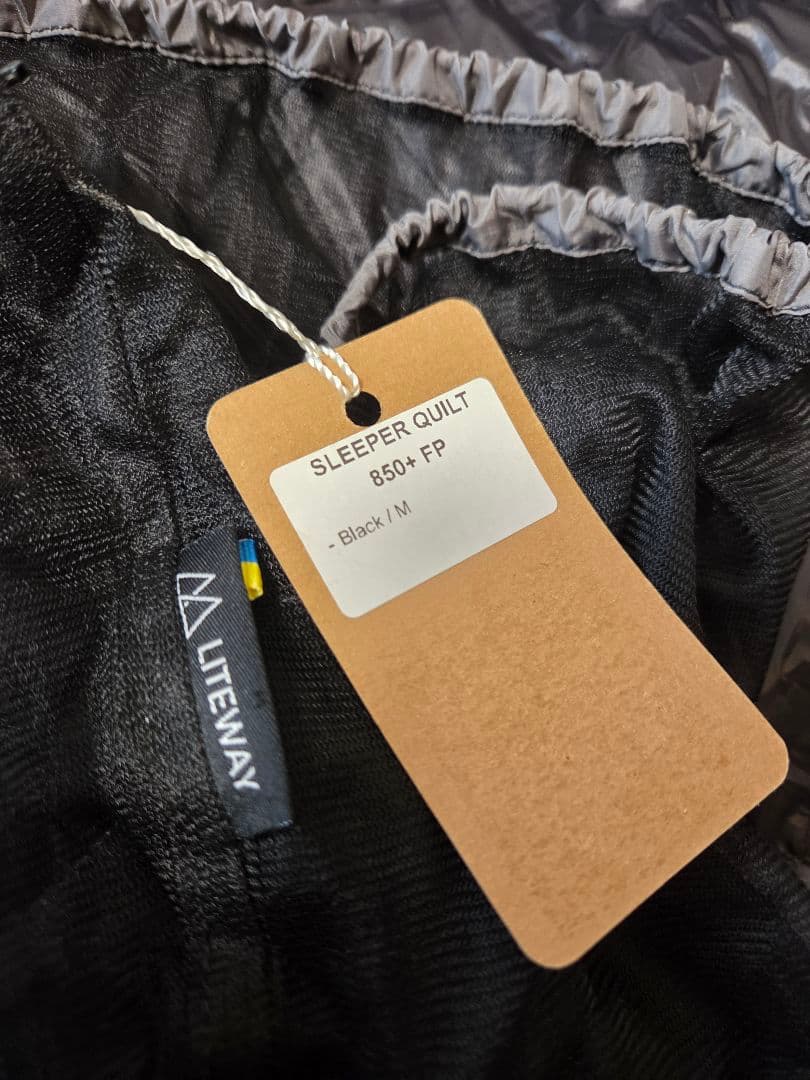 SLEEPER QUILT
850+ FP
- Black / M
LITEWAY